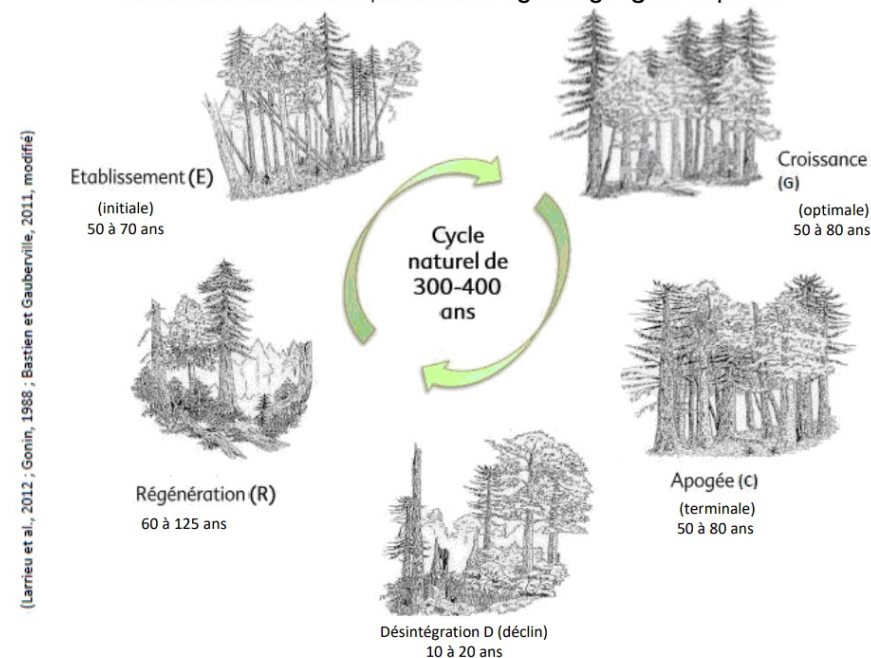 Etablissement (E)
(initiale)
50 à 70 ans
Croissance
(G)
(optimale)
50 à 80 ans
Cycle
naturel de
300-400
ans
Régénération (R)
60 à 125 ans
Apogée (C)
(terminale)
50 à 80 ans
Désintégration D (déclin)
10 à 20 ans
(Larrieu et al., 2012 ; Gonin, 1988 ; Bastien et Gauberville, 2011, modifié)